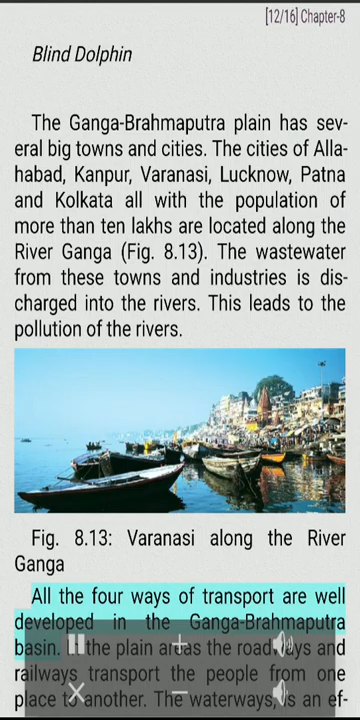 [12/16] Chapter-8
Blind Dolphin
The Ganga-Brahmaputra plain has sev-
eral big towns and cities. The cities of Alla-
habad, Kanpur, Varanasi, Lucknow, Patna
and Kolkata all with the population of
more than ten lakhs are located along the
River Ganga (Fig. 8.13). The wastewater
from these towns and industries is dis-
charged into the rivers. This leads to the
pollution of the rivers.
Fig. 8.13: Varanasi along the River
Ganga
All the four ways of transport are well
developed in the Ganga-Brahmaputra
basin. the plain areas the roadways and
railways transport the people from one
place to another. The waterways, is an ef-